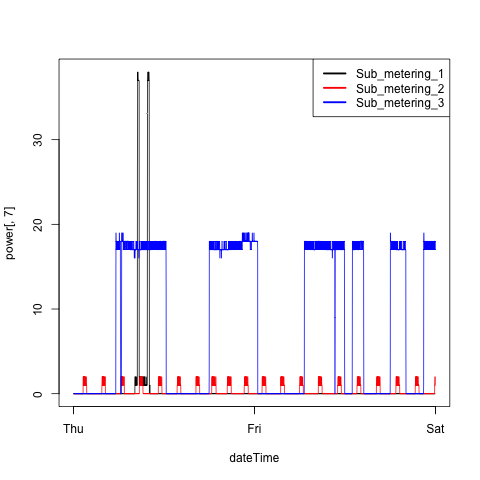 Sub_metering_1
Sub_metering_2
Sub_metering_3
power[, 7]
30
20
10
0
Thu Fri Sat
dateTime